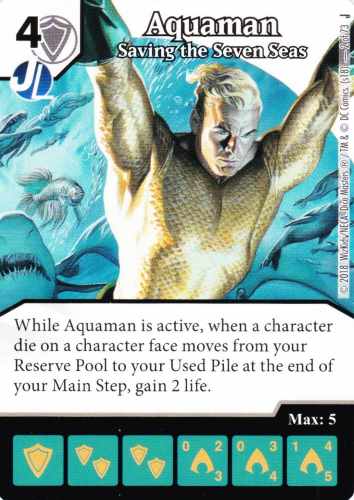 4
Aquaman
Saving the Seven Seas
While Aquaman is active, when a character
die on a character face moves from your
Reserve Pool to your Used Pile at the end of
your Main Step, gain 2 life.
Max: 5
0 2 3
0 3 4
1 4 5